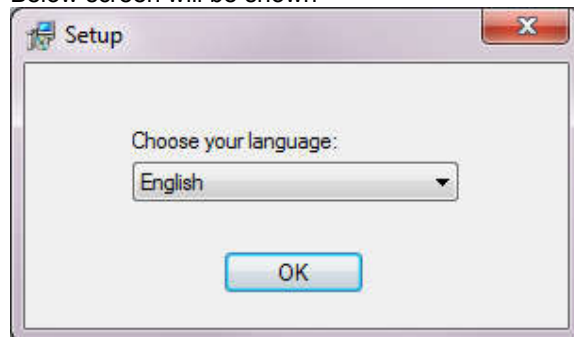 Below screen will be shown
Setup
Choose your language:
English
OK